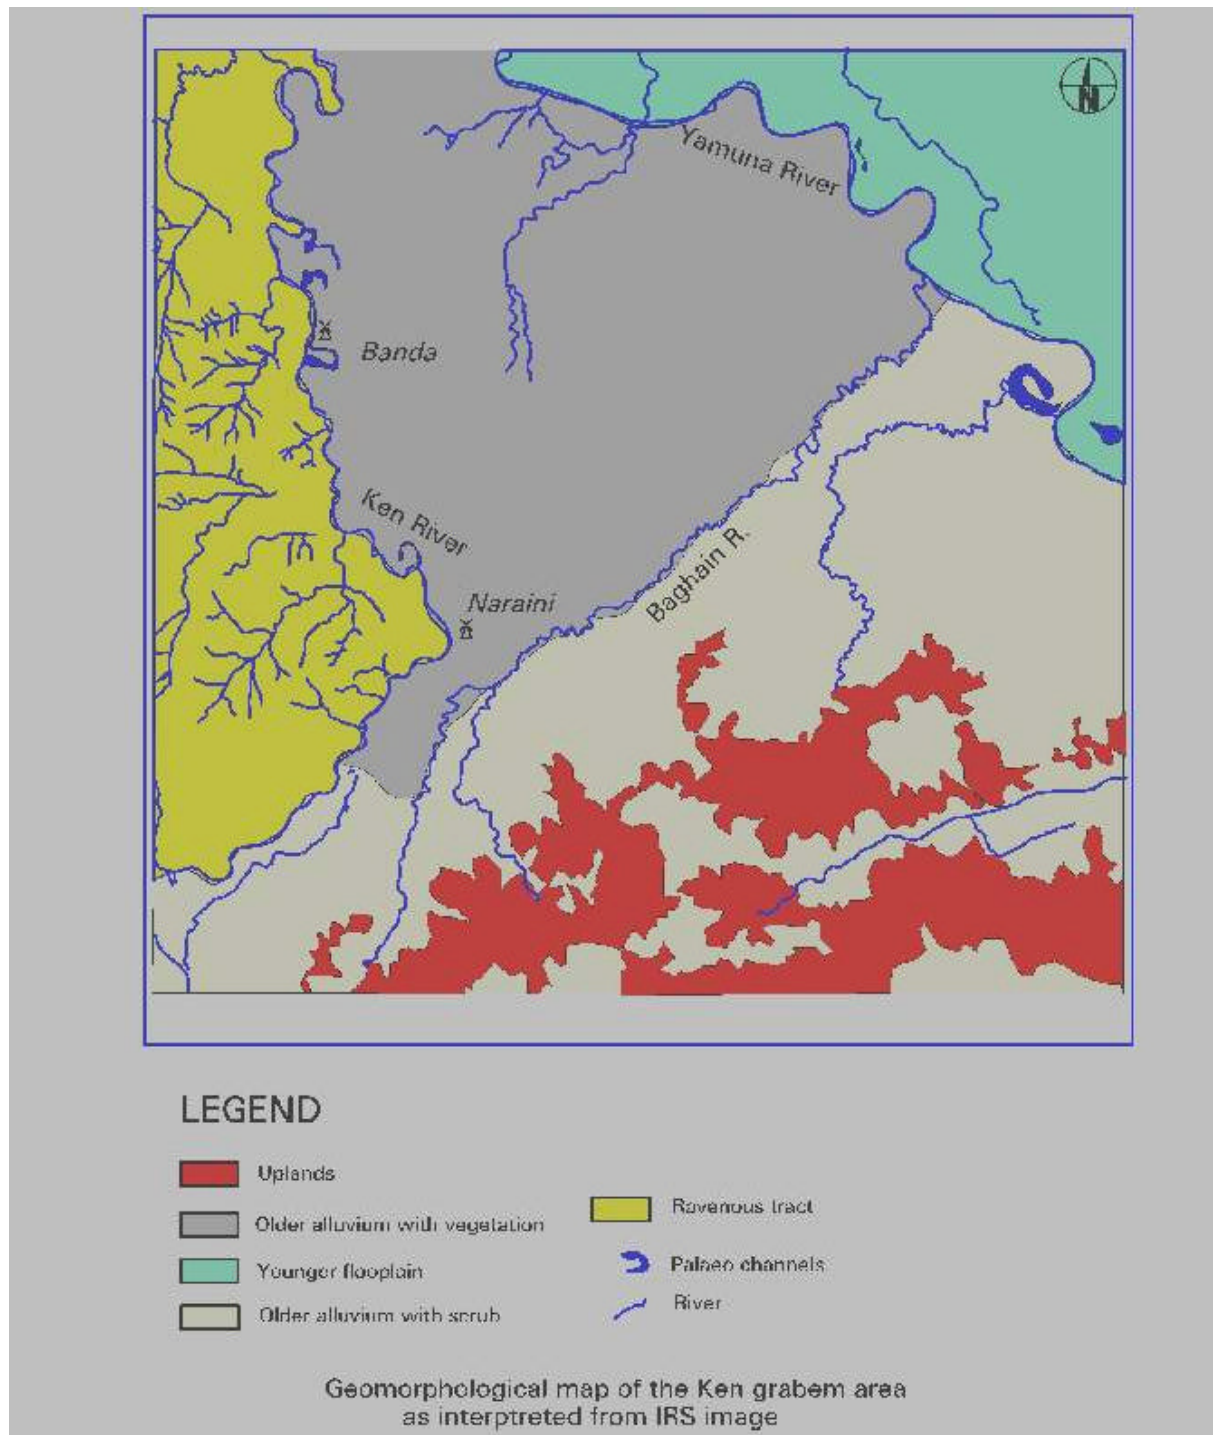 N
Yamuna River
Banda
Ken River
Naraini
Baghain R.
LEGEND
Uplands
Older alluvium with vegetation
Younger flooplain
Older alluvium with scrub
Ravenous tract
Palaeo channels
River
Geomorphological map of the Ken grabem area
as interptreted from IRS image